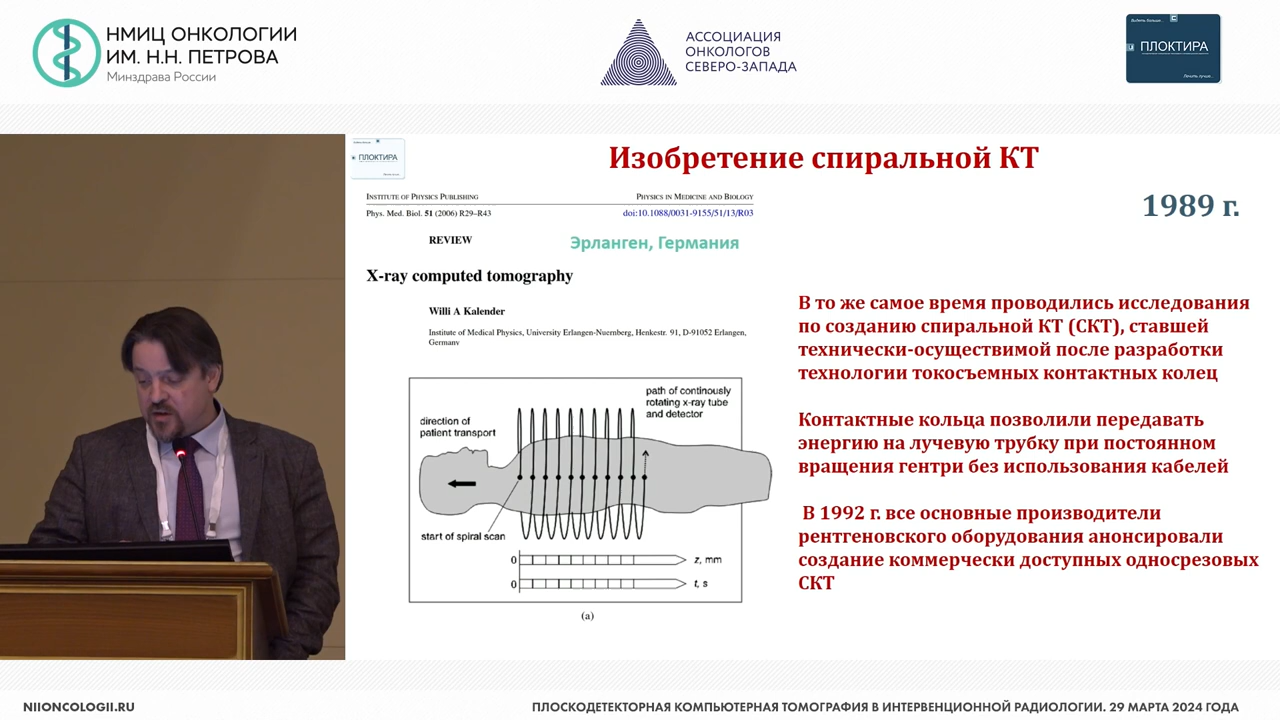 НМИЦ ОНКОЛОГИИ
ИМ. Н.Н. ПЕТРОВА
Минздрава России
АССОЦИАЦИЯ
ОНКОЛОГОВ
СЕВЕРО-ЗАПАДА
Видеть больше...
ПЛОКТИРА
Лечить лучше...
ПЛОКТИРА
Изобретение спиральной КТ
1989 г.
INSTITUTE OF PHYSICS PUBLISHING
PHYSICS IN MEDICINE AND BIOLOGY
Phys. Med. Biol. 51 (2006) R29–R43
doi:10.1088/0031-9155/51/13/R03
REVIEW
Эрланген, Германия
X-ray computed tomography
Willi A Kalender
Institute of Medical Physics, University Erlangen-Nuernberg, Henkestr. 91, D-91052 Erlangen,
Germany
direction of
patient transport
path of continously
rotating x-ray tube
and detector
start of spiral scan
0
z, mm
0
t, s
(a)
В то же самое время проводились исследования
по созданию спиральной КТ (СКТ), ставшей
технически-осуществимой после разработки
технологии токосъемных контактных колец
Контактные кольца позволили передавать
энергию на лучевую трубку при постоянном
вращения гентри без использования кабелей
В 1992 г. все основные производители
рентгеновского оборудования анонсировали
создание коммерчески доступных односрезовых
СКТ
NIIONCOLOGII.RU
ПЛОСКОДЕТЕКТОРНАЯ КОМПЬЮТЕРНАЯ ТОМОГРАФИЯ В ИНТЕРВЕНЦИОННОЙ РАДИОЛОГИИ. 29 МАРТА 2024 ГОДА